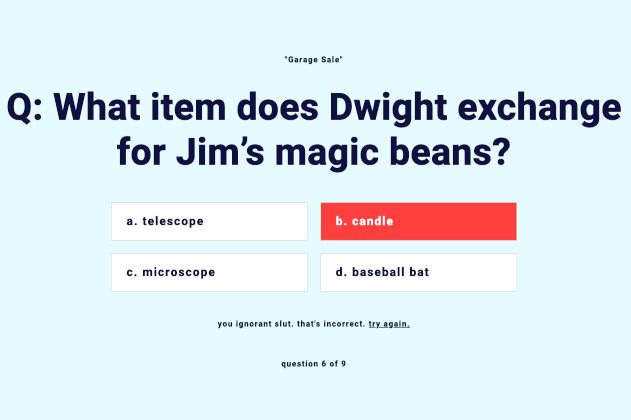 "Garage Sale"
Q: What item does Dwight exchange
for Jim’s magic beans?
a. telescope
b. candle
c. microscope
d. baseball bat
you ignorant slut. that's incorrect. try again.
question 6 of 9